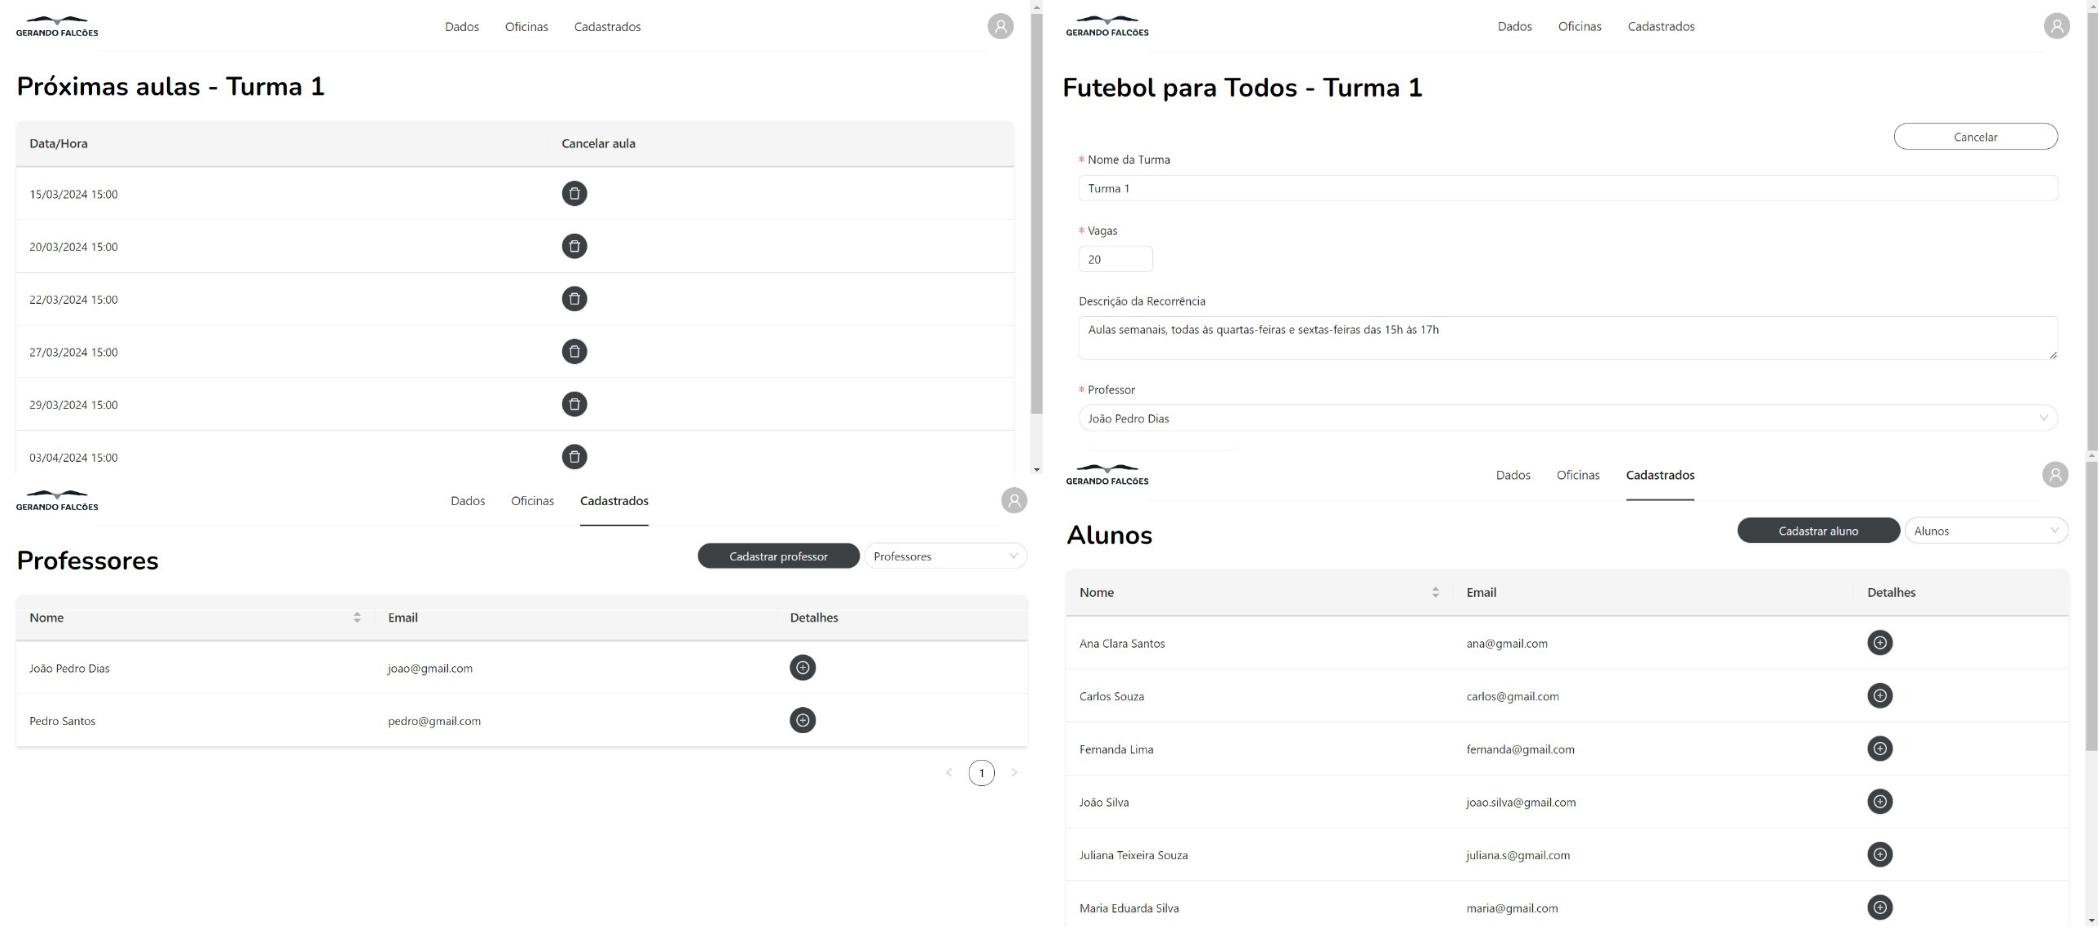 GERANDO FALCÕES
Dados Oficinas Cadastrados
Próximas aulas - Turma 1
Data/Hora Cancelar aula
15/03/2024 15:00
20/03/2024 15:00
22/03/2024 15:00
27/03/2024 15:00
29/03/2024 15:00
03/04/2024 15:00
GERANDO FALCÕES
Dados Oficinas Cadastrados
Futebol para Todos - Turma 1
Cancelar
* Nome da Turma
Turma 1
* Vagas
20
Descrição da Recorrência
Aulas semanais, todas às quartas-feiras e sextas-feiras das 15h às 17h
* Professor
João Pedro Dias
GERANDO FALCÕES
Dados Oficinas Cadastrados
Professores
Cadastrar professor Professores
Nome Email Detalhes
João Pedro Dias joao@gmail.com
Pedro Santos pedro@gmail.com
< 1 >
GERANDO FALCÕES
Dados Oficinas Cadastrados
Alunos
Cadastrar aluno Alunos
Nome Email Detalhes
Ana Clara Santos ana@gmail.com
Carlos Souza carlos@gmail.com
Fernanda Lima fernanda@gmail.com
João Silva joao.silva@gmail.com
Juliana Teixeira Souza juliana.s@gmail.com
Maria Eduarda Silva maria@gmail.com